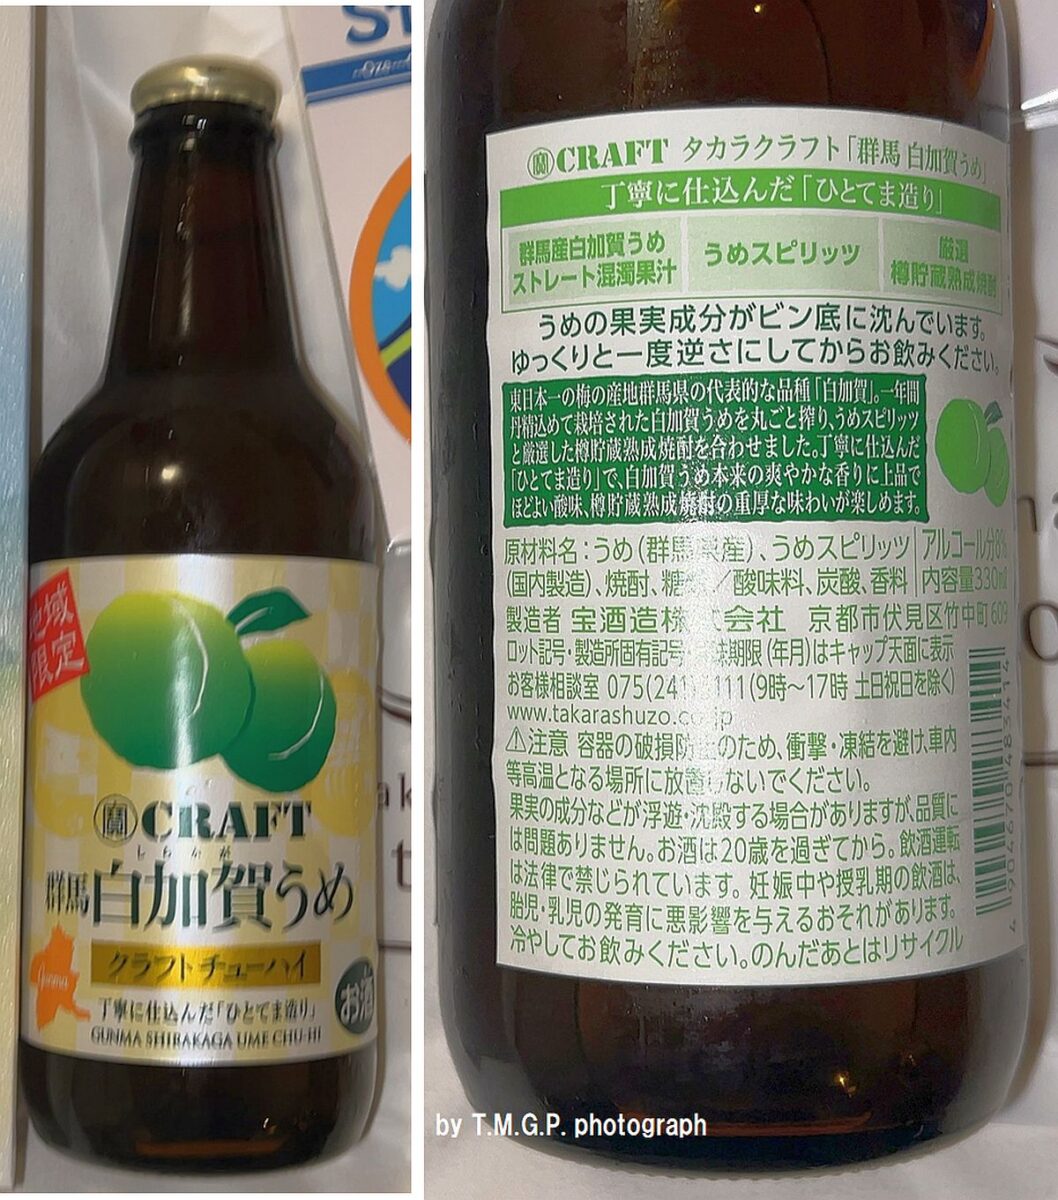 地域
限定
寳CRAFT
しらかが
群馬白加賀うめ
クラフトチューハイ
Gunma
お酒
丁寧に仕込んだ「ひとてま造り」
GUNMA SHIRAKAGA UME CHU-HI
寳CRAFT タカラクラフト「群馬 白加賀うめ」
丁寧に仕込んだ「ひとてま造り」
群馬産白加賀うめ
ストレート混濁果汁
うめスピリッツ
厳選
樽貯蔵熟成焼酎
うめの果実成分がビン底に沈んでいます。
ゆっくりと一度逆さにしてからお飲みください。
東日本一の梅の産地群馬県の代表的な品種「白加賀」。一年間
丹精込めて栽培された白加賀うめを丸ごと搾り、うめスピリッツ
と厳選した樽貯蔵熟成焼酎を合わせました。丁寧に仕込んだ
「ひとてま造り」で、白加賀うめ本来の爽やかな香りに上品で
ほどよい酸味、樽貯蔵熟成焼酎の重厚な味わいが楽しめます。
原材料名：うめ(群馬県産)、うめスピリッツ
(国内製造)、焼酎、糖類／酸味料、炭酸、香料
アルコール分8%
内容量330ml
製造者 宝酒造株式会社 京都市伏見区竹中町609
ロット記号・製造所固有記号 味期限(年月)はキャップ天面に表示
お客様相談室 075(241) 111(9時～17時 土日祝日を除く)
www.takarashuzo.co.jp
⚠注意 容器の破損防止のため、衝撃・凍結を避け、車内
等高温となる場所に放置しないでください。
果実の成分などが浮遊・沈殿する場合がありますが、品質に
は問題ありません。お酒は20歳を過ぎてから。飲酒運転
は法律で禁じられています。妊娠中や授乳期の飲酒は、
胎児・乳児の発育に悪影響を与えるおそれがあります。
冷やしてお飲みください。のんだあとはリサイクル
4 904670 483414
by T.M.G.P. photograph